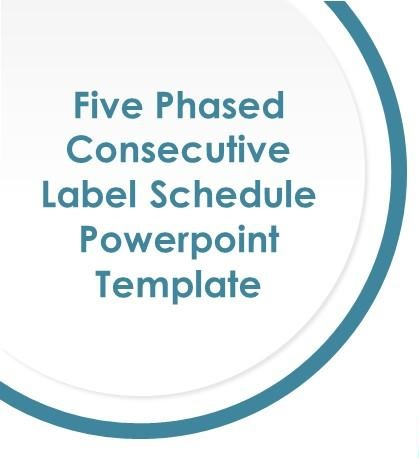 Five Phased
Consecutive
Label Schedule
Powerpoint
Template